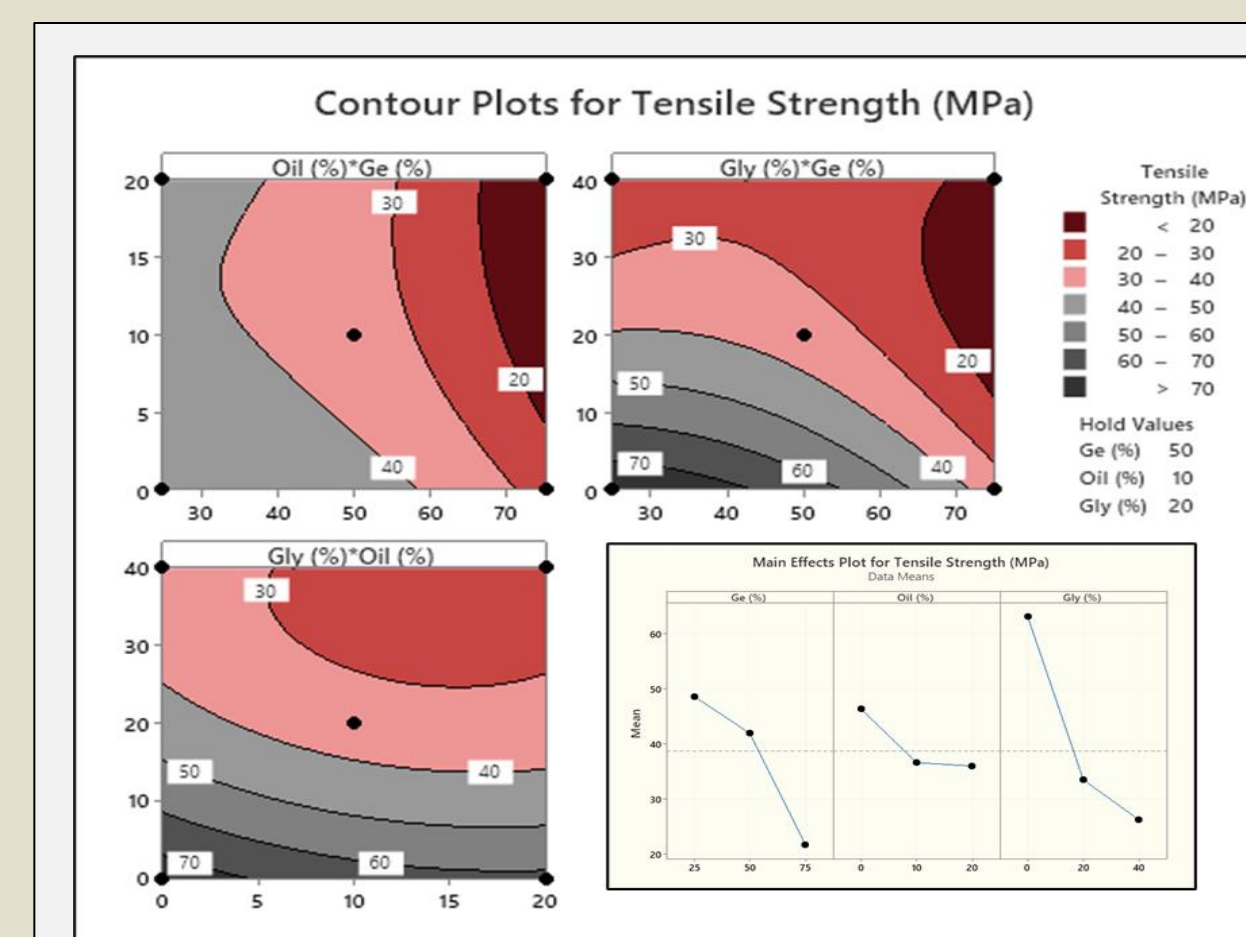 Contour Plots for Tensile Strength (MPa)
Oil (%)*Ge (%)
20
15
10
5
0
30
40
50
60
70
30
20
40
Gly (%)*Ge (%)
40
30
20
10
0
30
40
50
60
70
30
50
70
60
40
20
Tensile
Strength (MPa)
< 20
20 – 30
30 – 40
40 – 50
50 – 60
60 – 70
> 70
Hold Values
Ge (%) 50
Oil (%) 10
Gly (%) 20
Gly (%)*Oil (%)
40
30
20
10
0
0
5
10
15
20
30
50
40
70
60
Main Effects Plot for Tensile Strength (MPa)
Data Means
Ge (%)
Oil (%)
Gly (%)
Mean
60
50
40
30
20
25
50
75
0
10
20
0
20
40